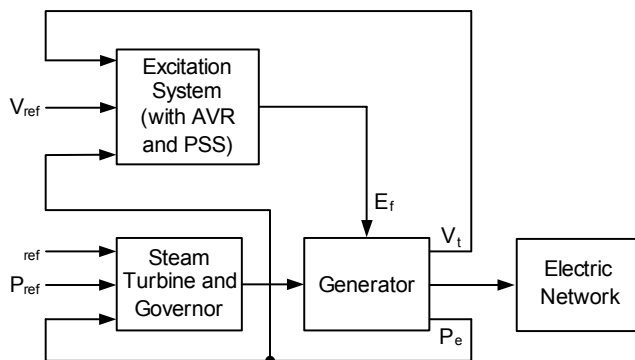 Excitation
System
(with AVR
and PSS)
Vref
Ef
Vt
ref
Pref
Steam
Turbine and
Governor
Generator
Electric
Network
Pe